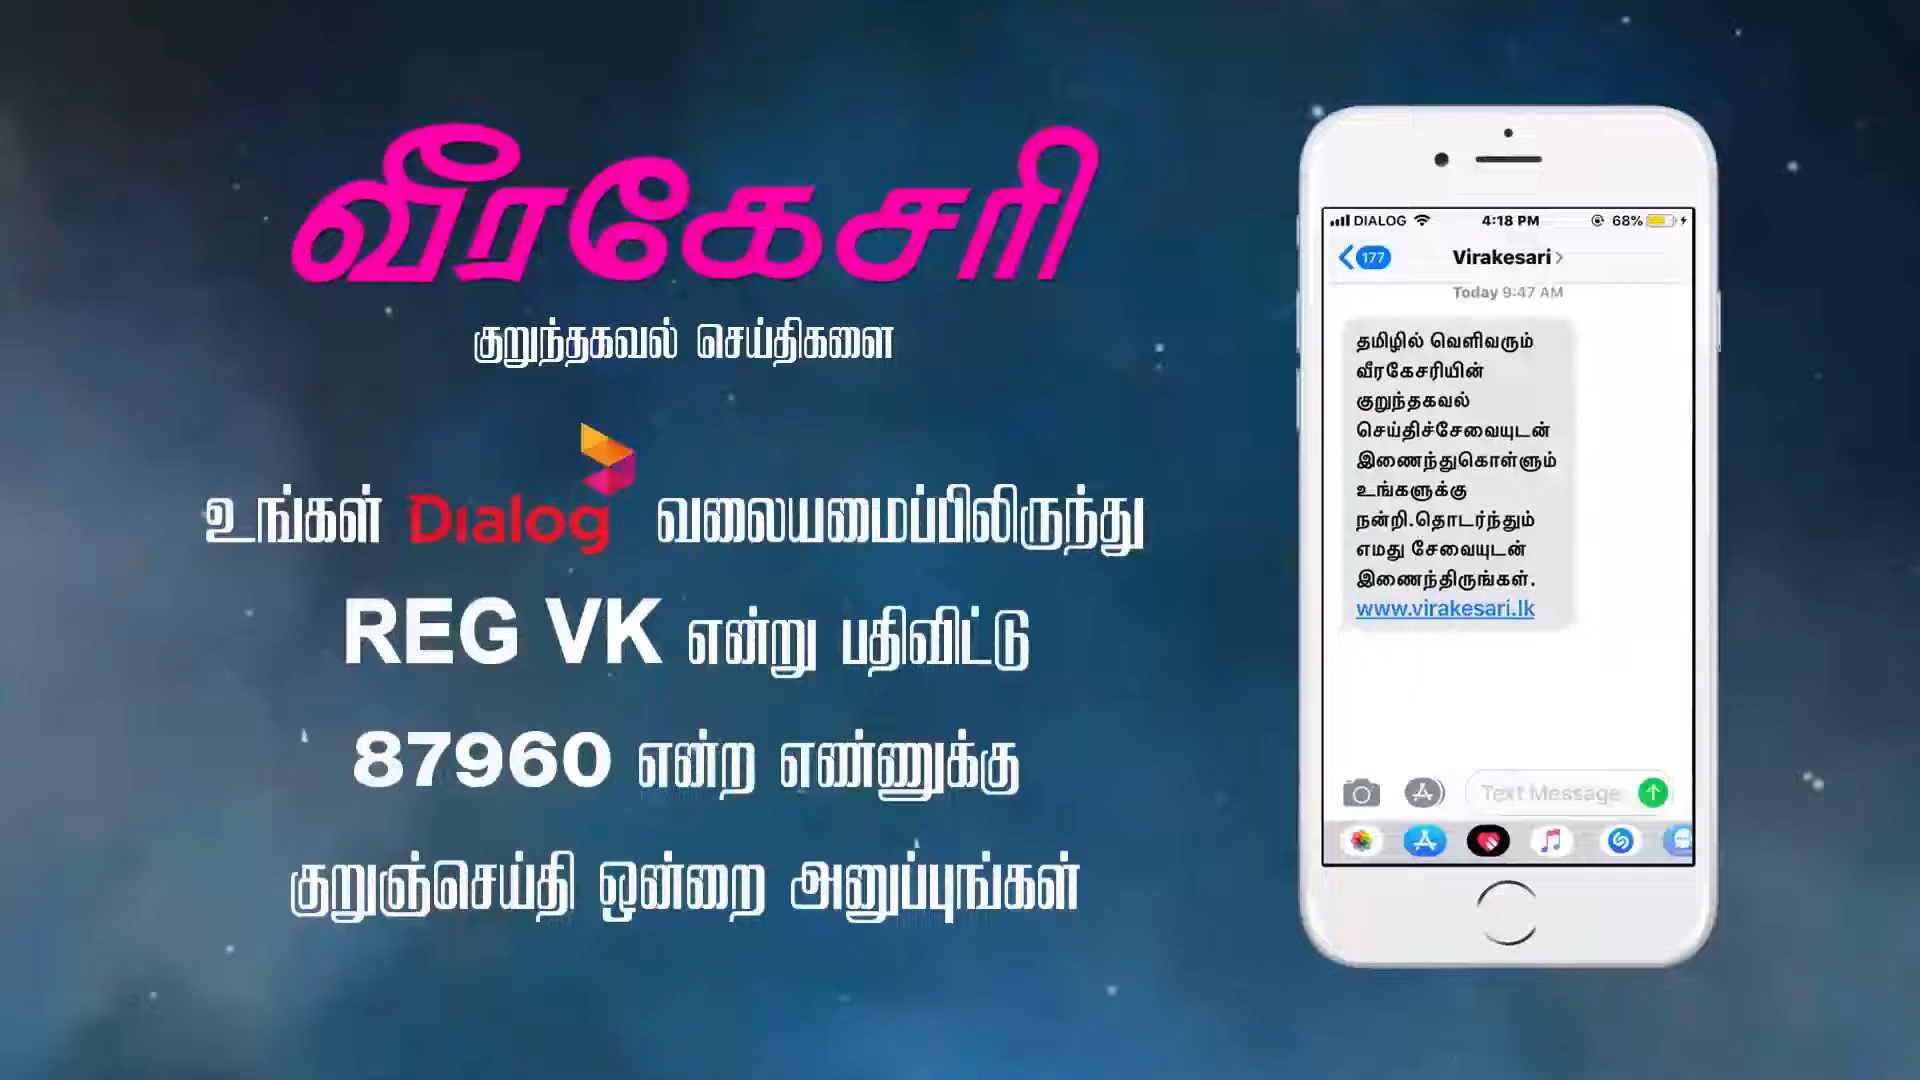 வீரகேசரி
குறுந்தகவல் செய்திகளை
உங்கள் Dialog வலையமைப்பிலிருந்து
REG VK என்று பதிவிட்டு
87960 என்ற எண்ணுக்கு
குறுஞ்செய்தி ஒன்றை அனுப்புங்கள்
DIALOG 4:18 PM 68%
177 Virakesari
Today 9:47 AM
தமிழில் வெளிவரும்
வீரகேசரியின்
குறுந்தகவல்
செய்திச்சேவையுடன்
இணைந்துகொள்ளும்
உங்களுக்கு
நன்றி.தொடர்ந்தும்
எமது சேவையுடன்
இணைந்திருங்கள்.
www.virakesari.lk
Text Message